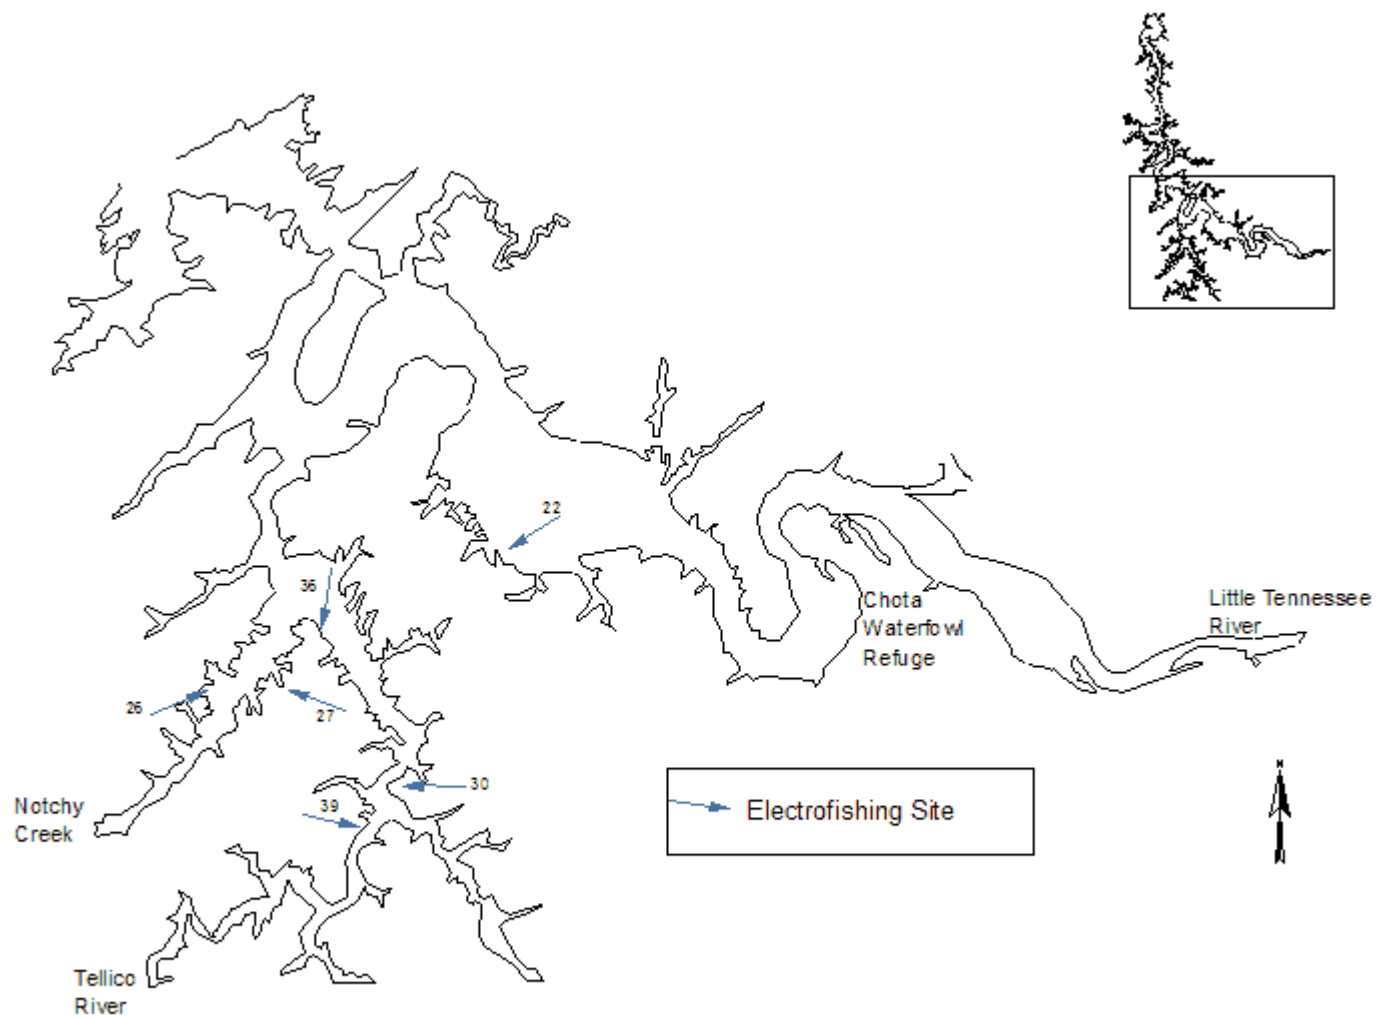 22
36
Chota
Waterfowl
Refuge
Little Tennessee
River
26
27
30
39
Notchy
Creek
Electrofishing Site
Tellico
River
N